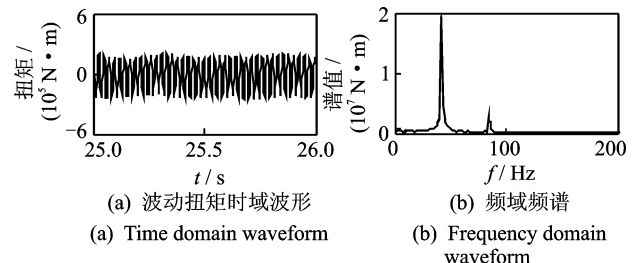 扭矩 /
(10⁵ N·m)
6
0
−6
25.0 25.5 26.0
t / s
(a) 波动扭矩时域波形
(a) Time domain waveform
谱值 /
(10⁷ N·m)
2
1
0
0 100 200
f / Hz
(b) 频域频谱
(b) Frequency domain
waveform